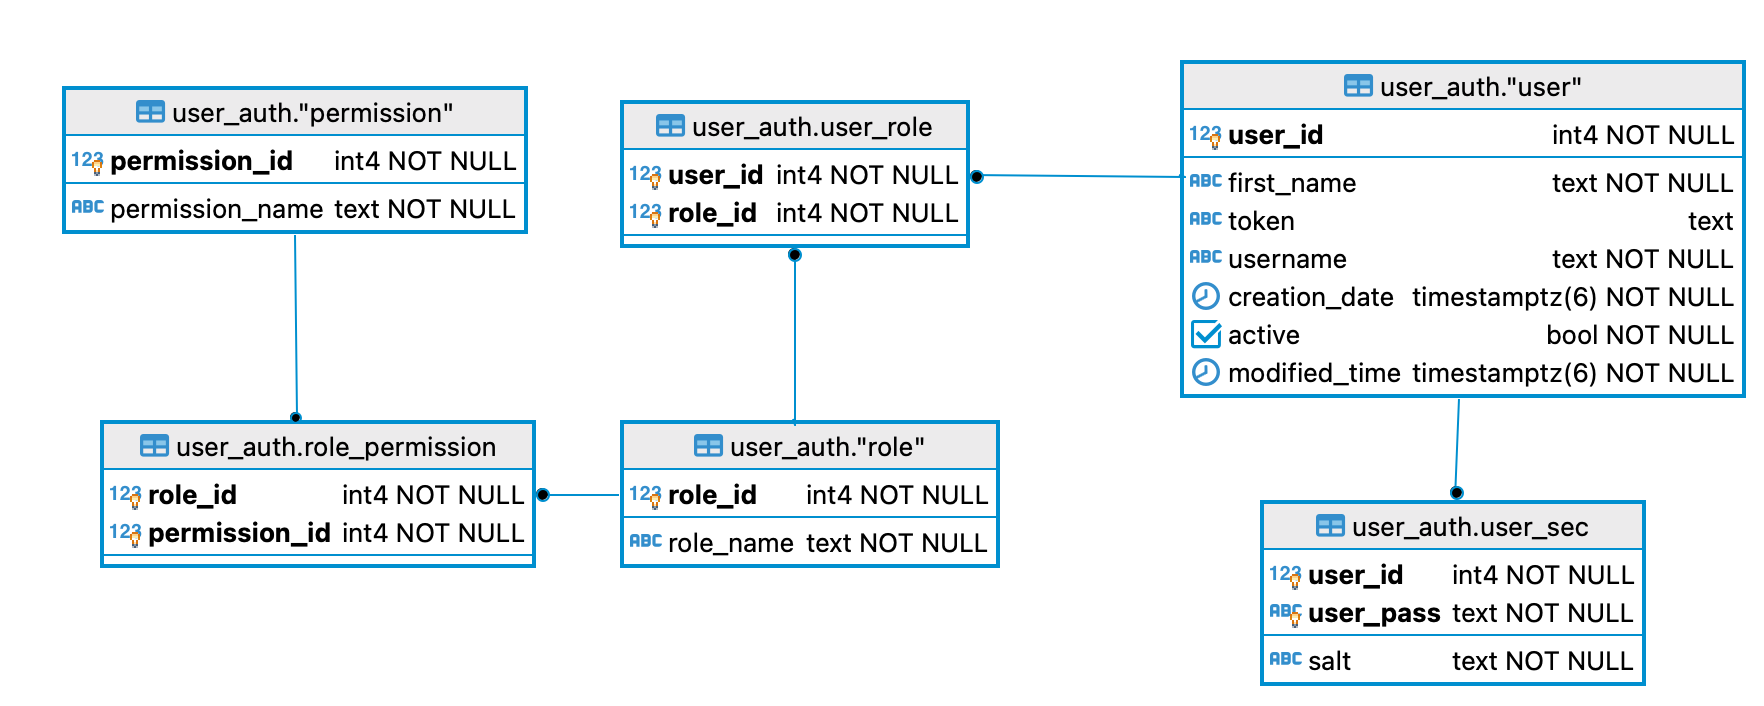 user_auth."permission"
123 permission_id int4 NOT NULL
ABC permission_name text NOT NULL
user_auth.user_role
123 user_id int4 NOT NULL
123 role_id int4 NOT NULL
user_auth."user"
123 user_id int4 NOT NULL
ABC first_name text NOT NULL
ABC token text
ABC username text NOT NULL
creation_date timestamptz(6) NOT NULL
active bool NOT NULL
modified_time timestamptz(6) NOT NULL
user_auth.role_permission
123 role_id int4 NOT NULL
123 permission_id int4 NOT NULL
user_auth."role"
123 role_id int4 NOT NULL
ABC role_name text NOT NULL
user_auth.user_sec
123 user_id int4 NOT NULL
ABC user_pass text NOT NULL
ABC salt text NOT NULL